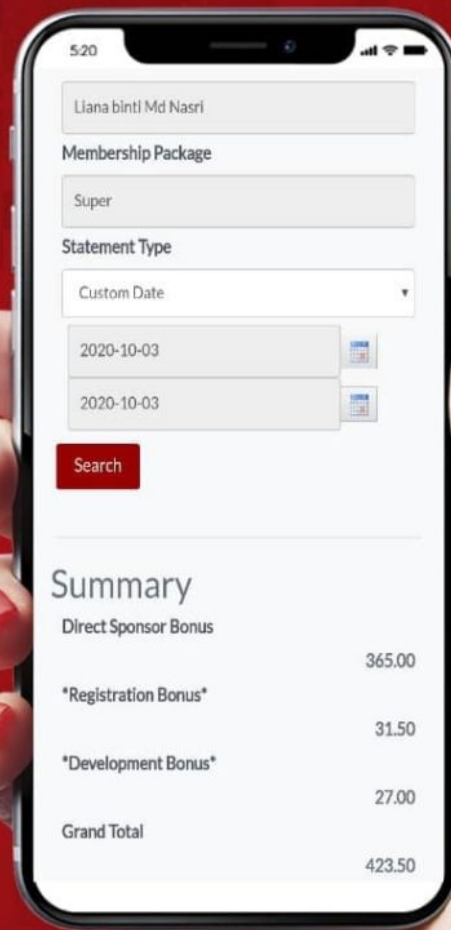 5:20
Liana binti Md Nasri
Membership Package
Super
Statement Type
Custom Date
2020-10-03
2020-10-03
Search
Summary
Direct Sponsor Bonus
365.00
*Registration Bonus*
31.50
*Development Bonus*
27.00
Grand Total
423.50